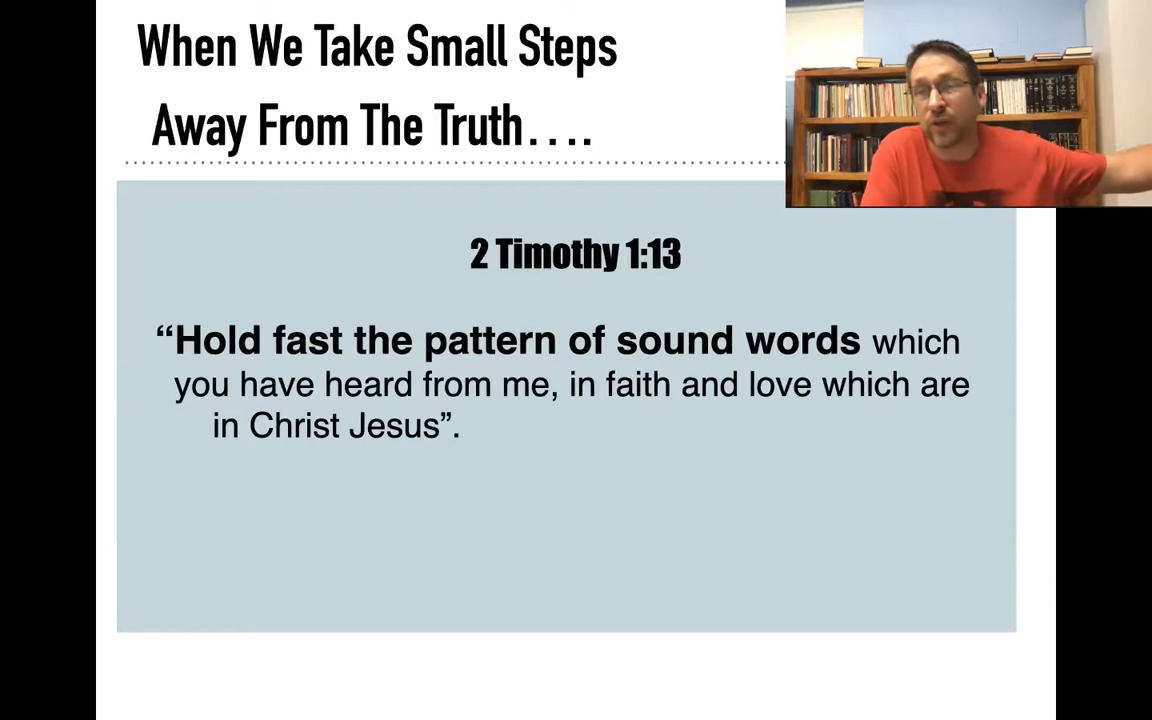 When We Take Small Steps
Away From The Truth....
2 Timothy 1:13
“Hold fast the pattern of sound words which
you have heard from me, in faith and love which are
in Christ Jesus”.